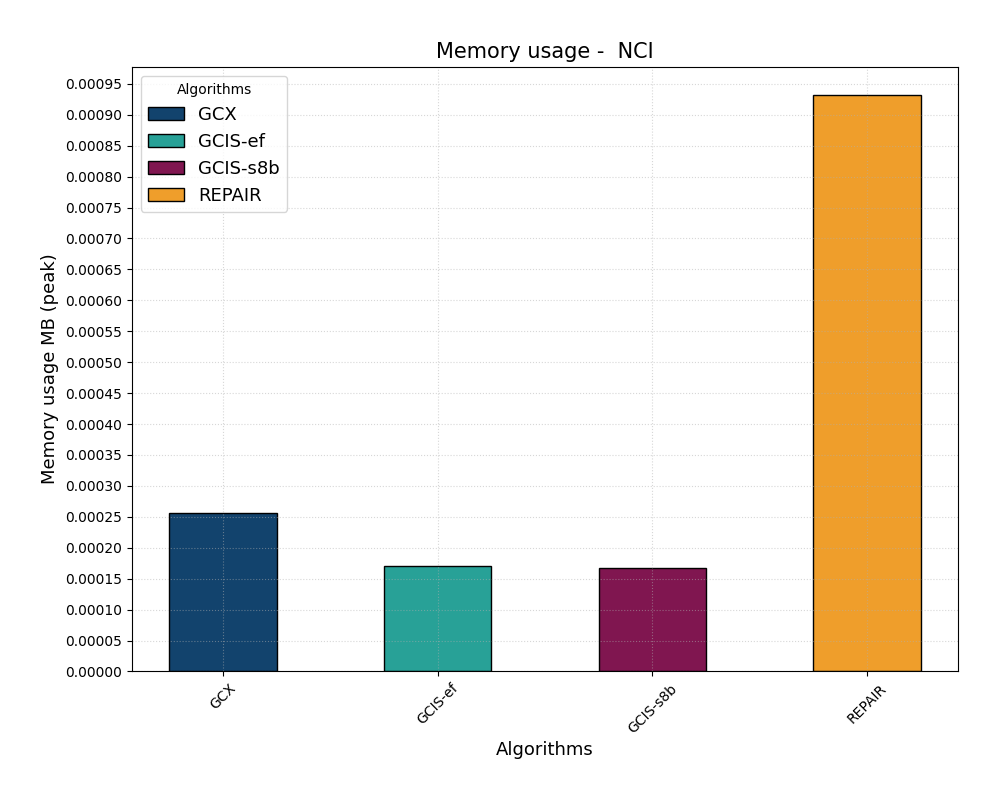 Memory usage -  NCI
Algorithms
GCX
GCIS-ef
GCIS-s8b
REPAIR
Memory usage MB (peak)
0.00095
0.00090
0.00085
0.00080
0.00075
0.00070
0.00065
0.00060
0.00055
0.00050
0.00045
0.00040
0.00035
0.00030
0.00025
0.00020
0.00015
0.00010
0.00005
0.00000
GCX
GCIS-ef
GCIS-s8b
REPAIR
Algorithms